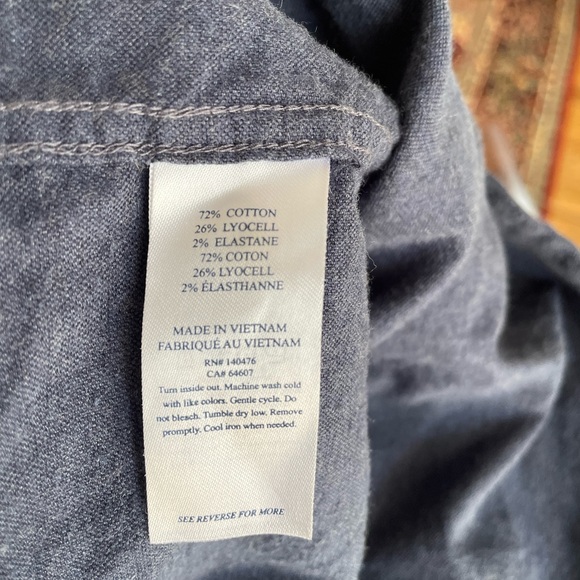 72% COTTON
26% LYOCELL
2% ELASTANE
72% COTON
26% LYOCELL
2% ÉLASTHANNE
MADE IN VIETNAM
FABRIQUÉ AU VIETNAM
RN# 140476
CA# 64607
Turn inside out. Machine wash cold
with like colors. Gentle cycle. Do
not bleach. Tumble dry low. Remove
promptly. Cool iron when needed.
SEE REVERSE FOR MORE